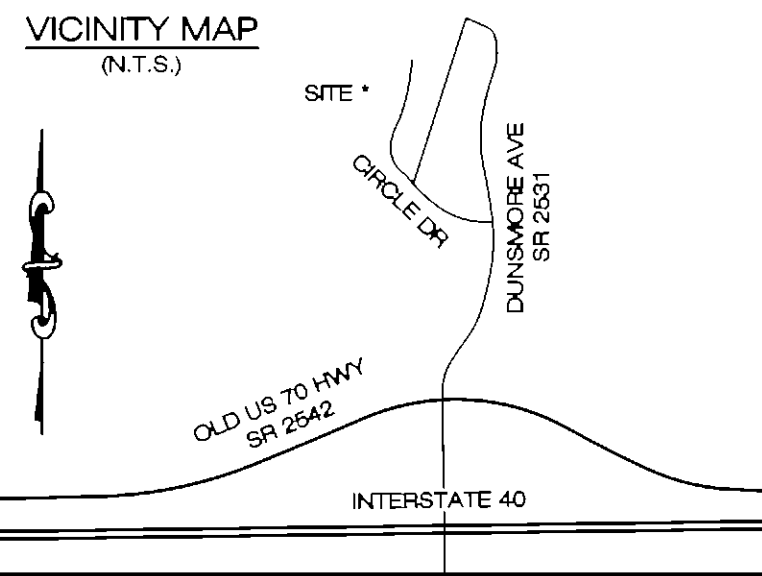 VICINITY MAP
(N.T.S.)
SITE *
CIRCLE DR
DUNSMORE AVE
SR 2531
OLD US 70 HWY
SR 2542
INTERSTATE 40